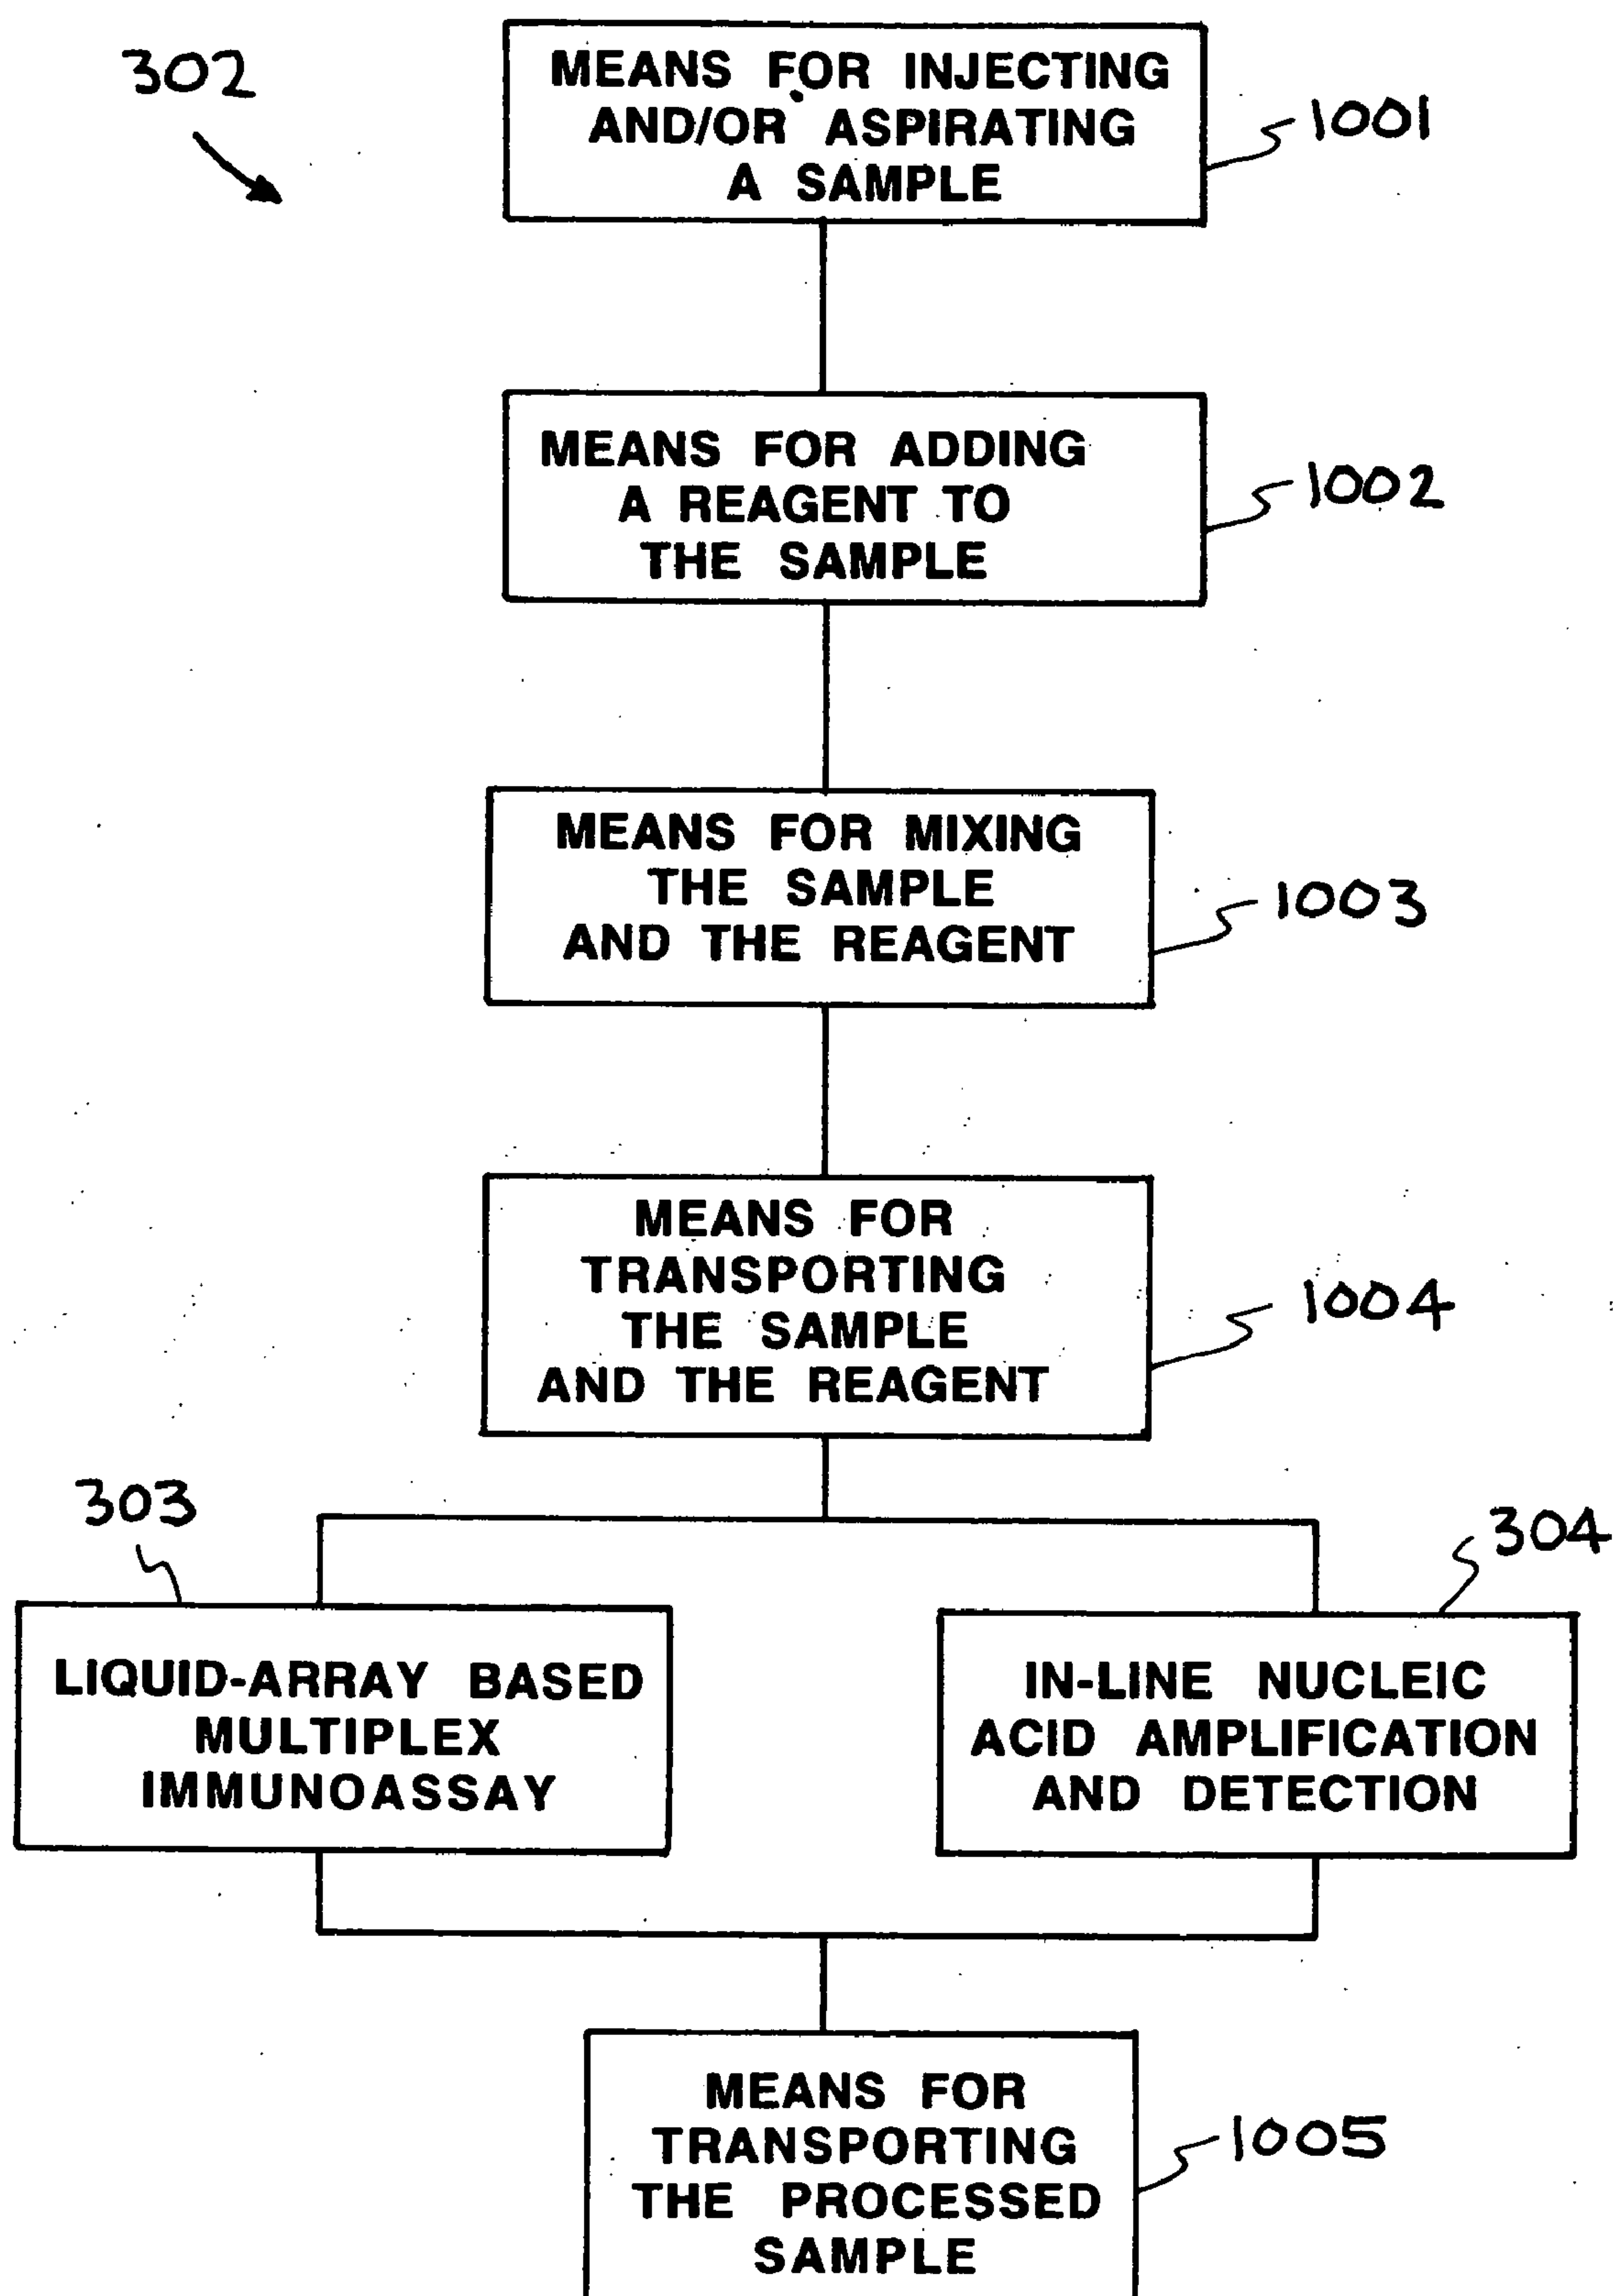 302
MEANS FOR INJECTING
AND/OR ASPIRATING
A SAMPLE
1001
MEANS FOR ADDING
A REAGENT TO
THE SAMPLE
1002
MEANS FOR MIXING
THE SAMPLE
AND THE REAGENT
1003
MEANS FOR
TRANSPORTING
THE SAMPLE
AND THE REAGENT
1004
303
304
LIQUID-ARRAY BASED
MULTIPLEX
IMMUNOASSAY
IN-LINE NUCLEIC
ACID AMPLIFICATION
AND DETECTION
MEANS FOR
TRANSPORTING
THE PROCESSED
SAMPLE
1005